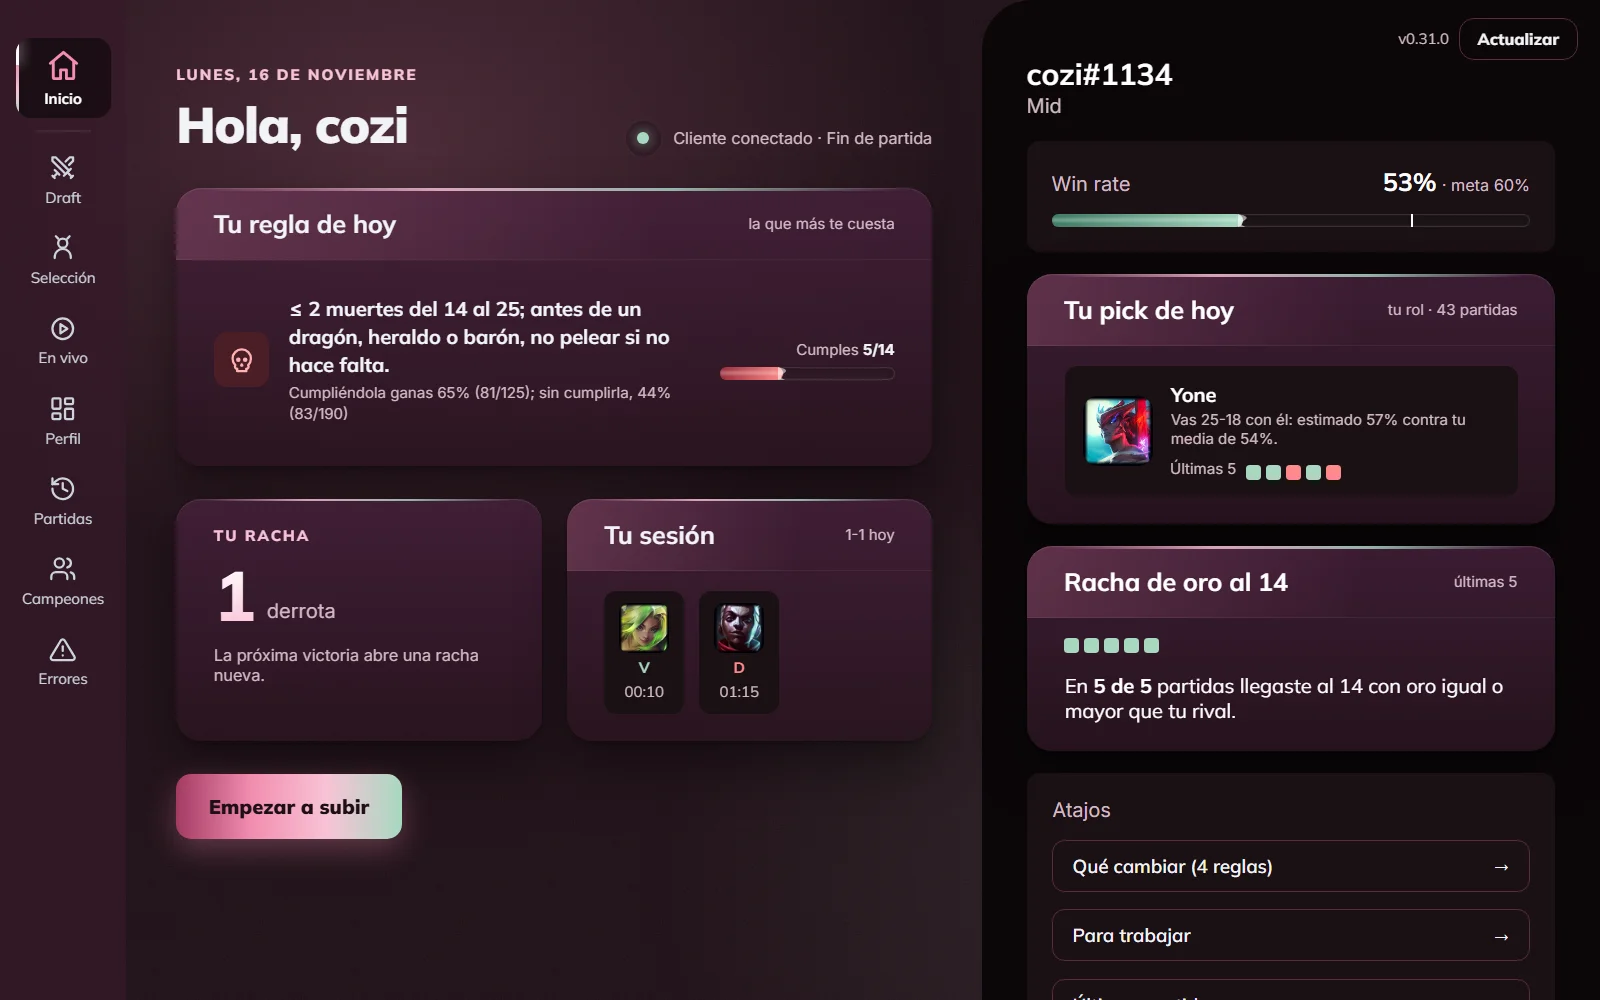 Inicio
Draft
Selección
En vivo
Perfil
Partidas
Campeones
Errores
LUNES, 16 DE NOVIEMBRE
Hola, cozi
Cliente conectado · Fin de partida
Tu regla de hoy
la que más te cuesta
≤ 2 muertes del 14 al 25; antes de un
dragón, heraldo o barón, no pelear si no
hace falta.
Cumpliéndola ganas 65% (81/125); sin cumplirla, 44%
(83/190)
Cumples 5/14
TU RACHA
1 derrota
La próxima victoria abre una racha
nueva.
Tu sesión
1-1 hoy
V
00:10
D
01:15
Empezar a subir
v0.31.0
Actualizar
cozi#1134
Mid
Win rate
53% · meta 60%
Tu pick de hoy
tu rol · 43 partidas
Yone
Vas 25-18 con él: estimado 57% contra tu
media de 54%.
Últimas 5
Racha de oro al 14
últimas 5
En 5 de 5 partidas llegaste al 14 con oro igual o
mayor que tu rival.
Atajos
Qué cambiar (4 reglas) →
Para trabajar →